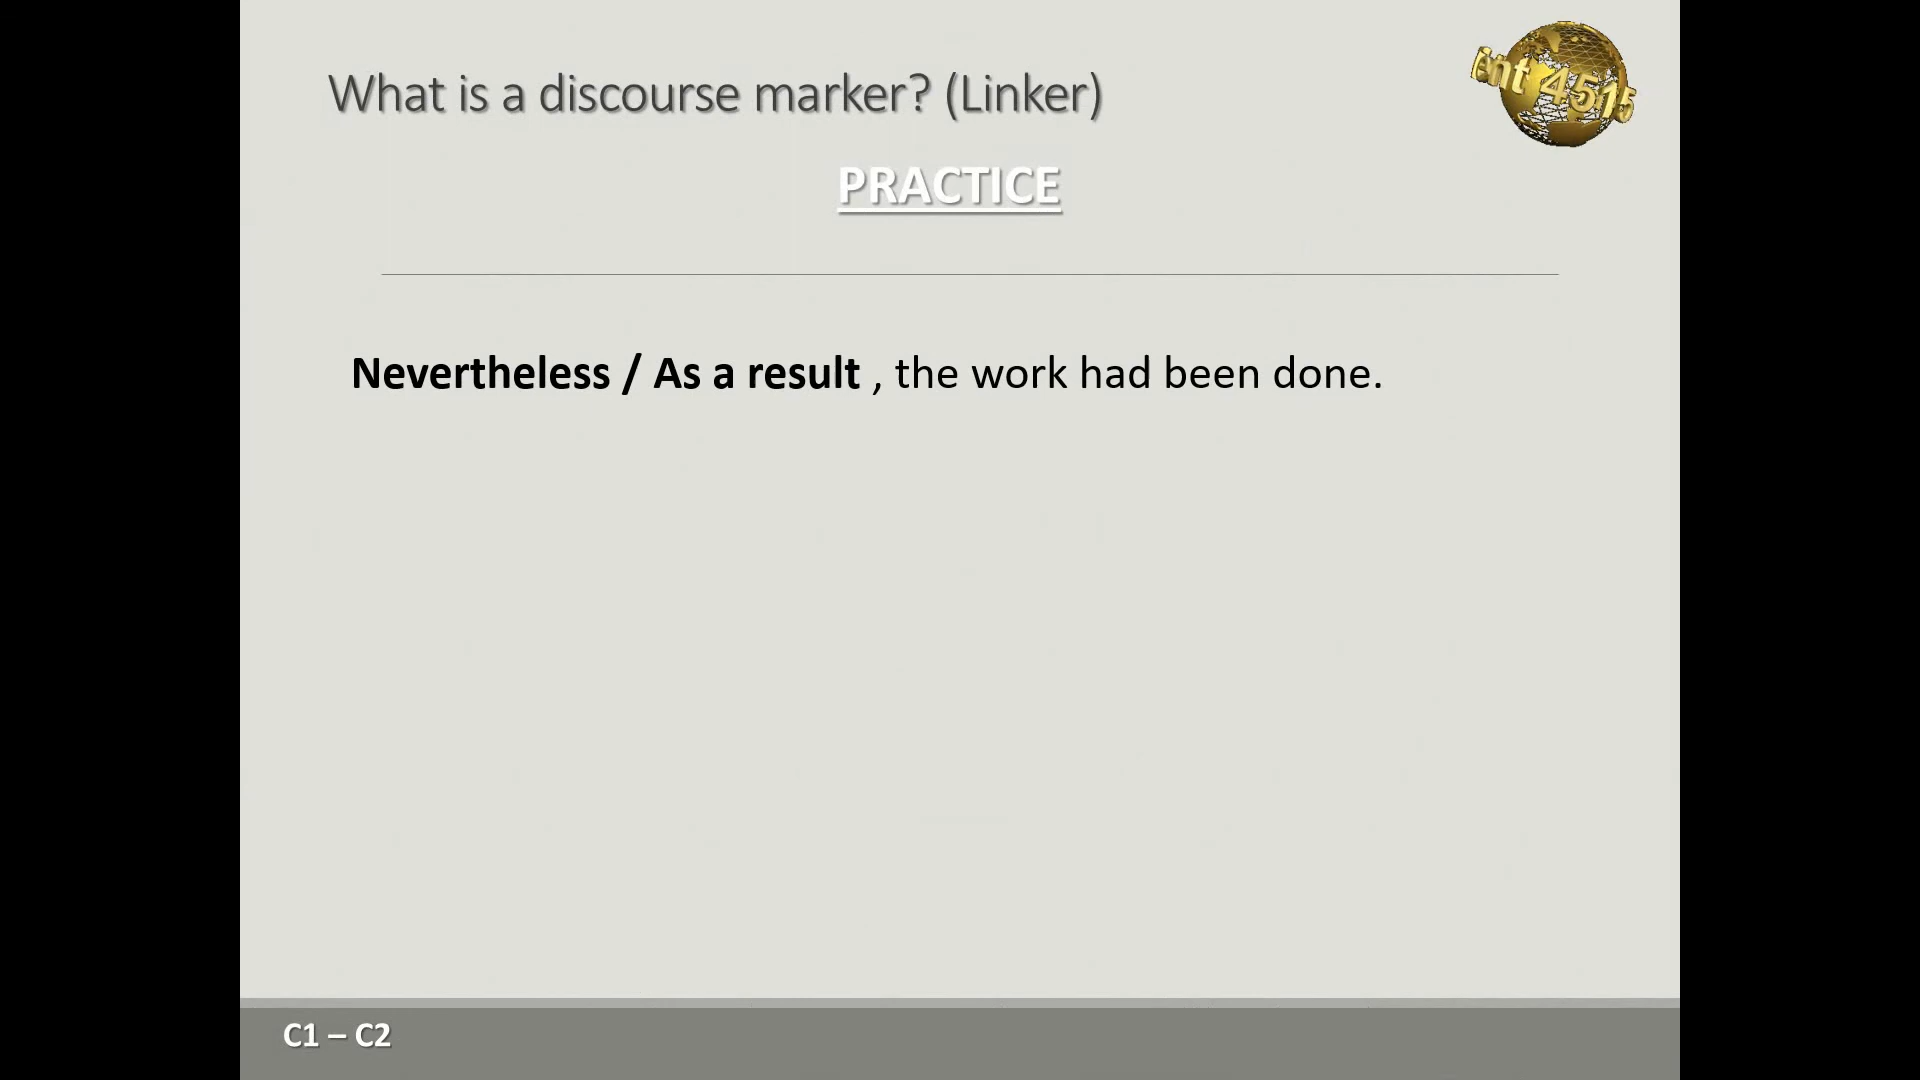 What is a discourse marker? (Linker)
PRACTICE
Nevertheless / As a result , the work had been done.
C1 – C2